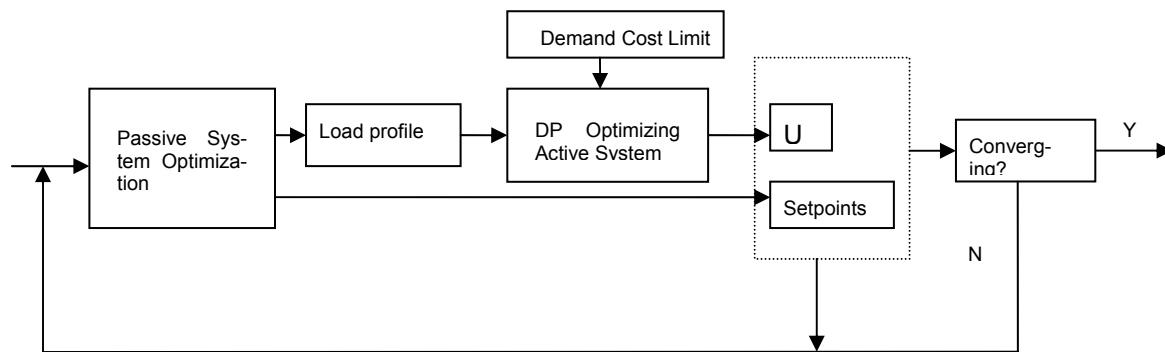 Demand Cost Limit
Passive Sys-
tem Optimiza-
tion
Load profile
DP Optimizing
Active System
U
Setpoints
Converg-
ing?
Y
N